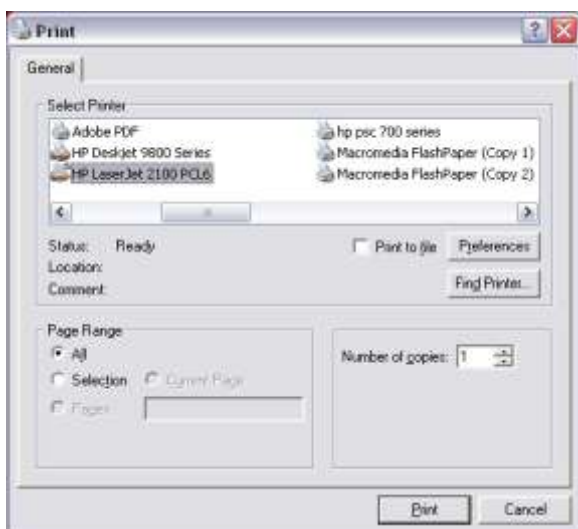 Print
General
Select Printer
Adobe PDF
HP Deskjet 9800 Series
HP LaserJet 2100 PCL6
hp psc 700 series
Macromedia FlashPaper (Copy 1)
Macromedia FlashPaper (Copy 2)
Status: Ready
Location:
Comment:
Print to file
Preferences
Find Printer...
Page Range
All
Selection Current Page
Pages:
Number of copies: 1
Print Cancel